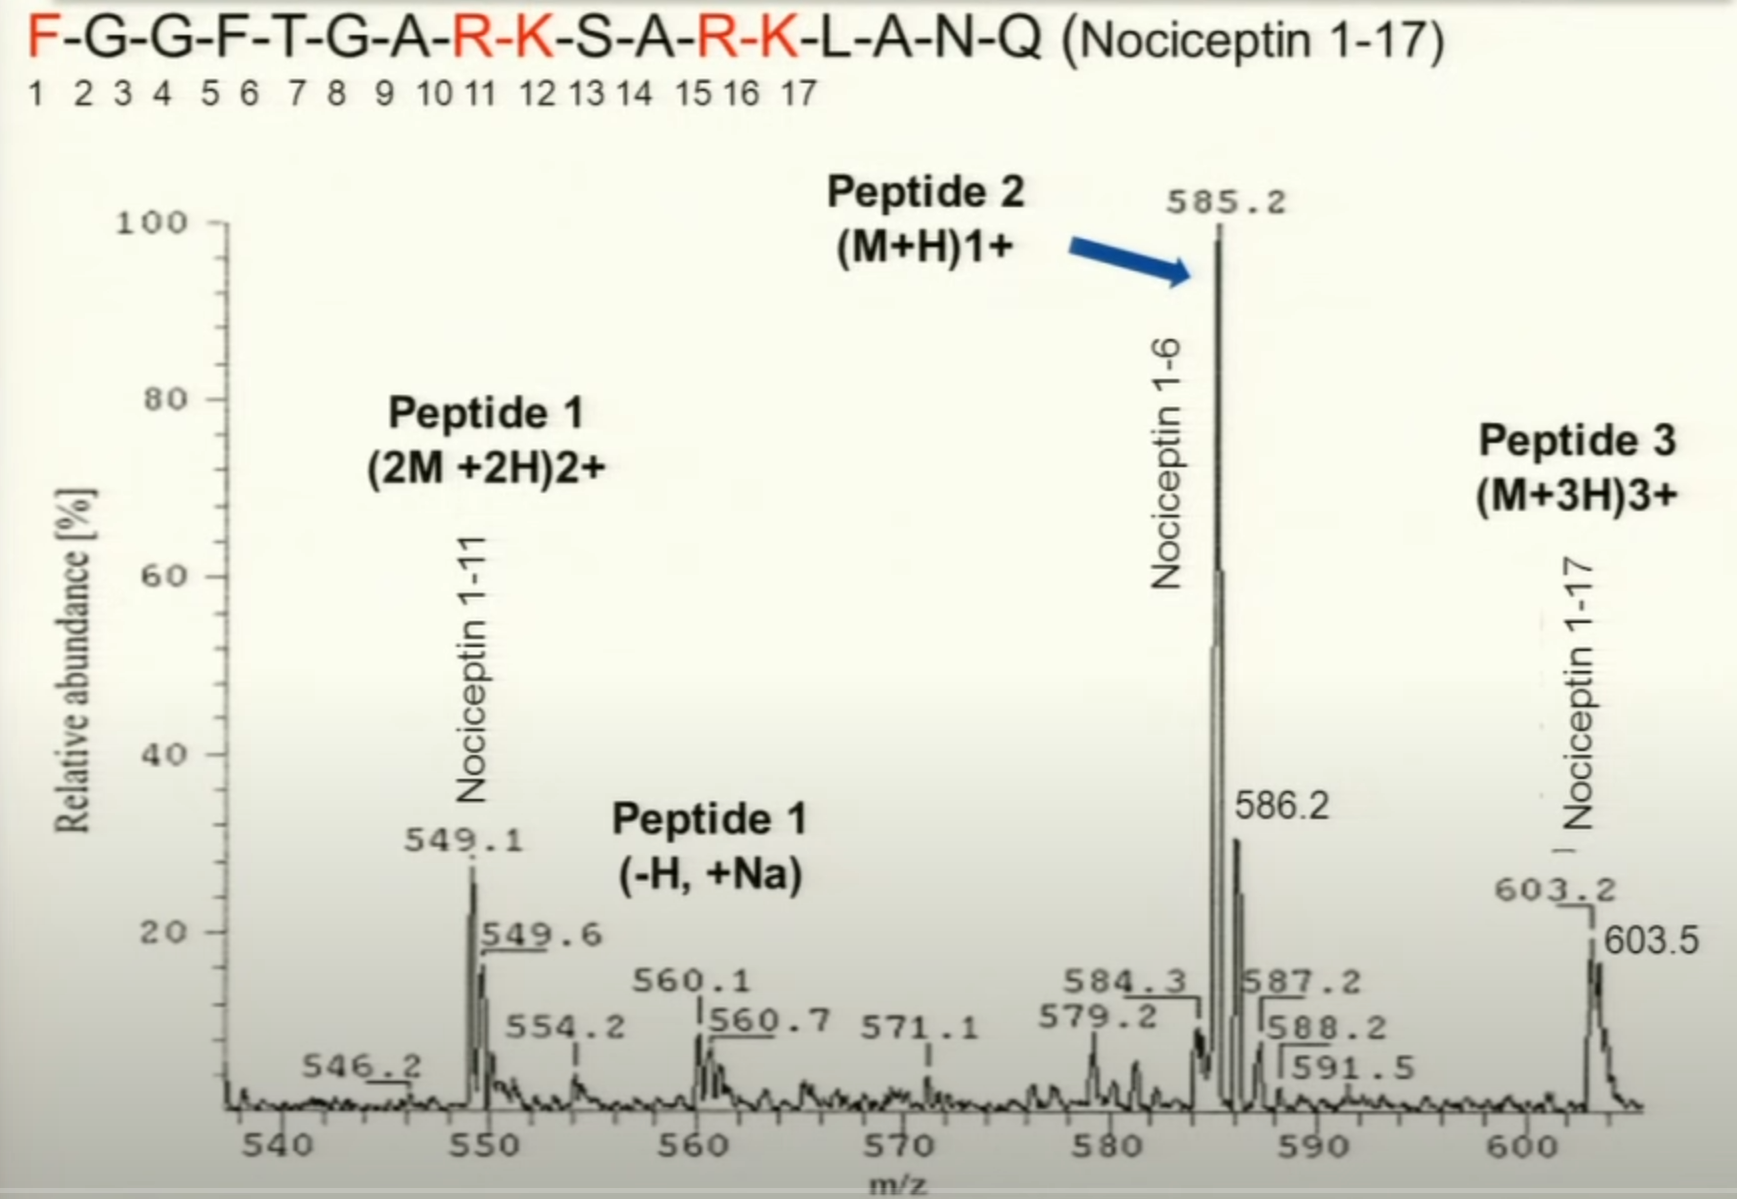 F-G-G-F-T-G-A-R-K-S-A-R-K-L-A-N-Q (Nociceptin 1-17)
1 2 3 4 5 6 7 8 9 10 11 12 13 14 15 16 17
Peptide 2
(M+H)1+
585.2
100
80
60
40
20
Relative abundance [%]
Peptide 1
(2M +2H)2+
Nociceptin 1-11
549.1
549.6
Peptide 1
(-H, +Na)
560.1
560.7
546.2
554.2
571.1
Nociceptin 1-6
586.2
584.3
579.2
587.2
588.2
591.5
Peptide 3
(M+3H)3+
Nociceptin 1-17
603.2
603.5
540 550 560 570 580 590 600
m/z